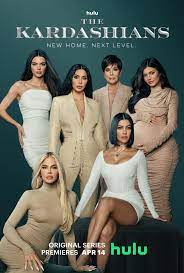 hulu
THE
KARDASHIANS
NEW HOME. NEXT LEVEL.
ORIGINAL SERIES
PREMIERES APR 14
hulu